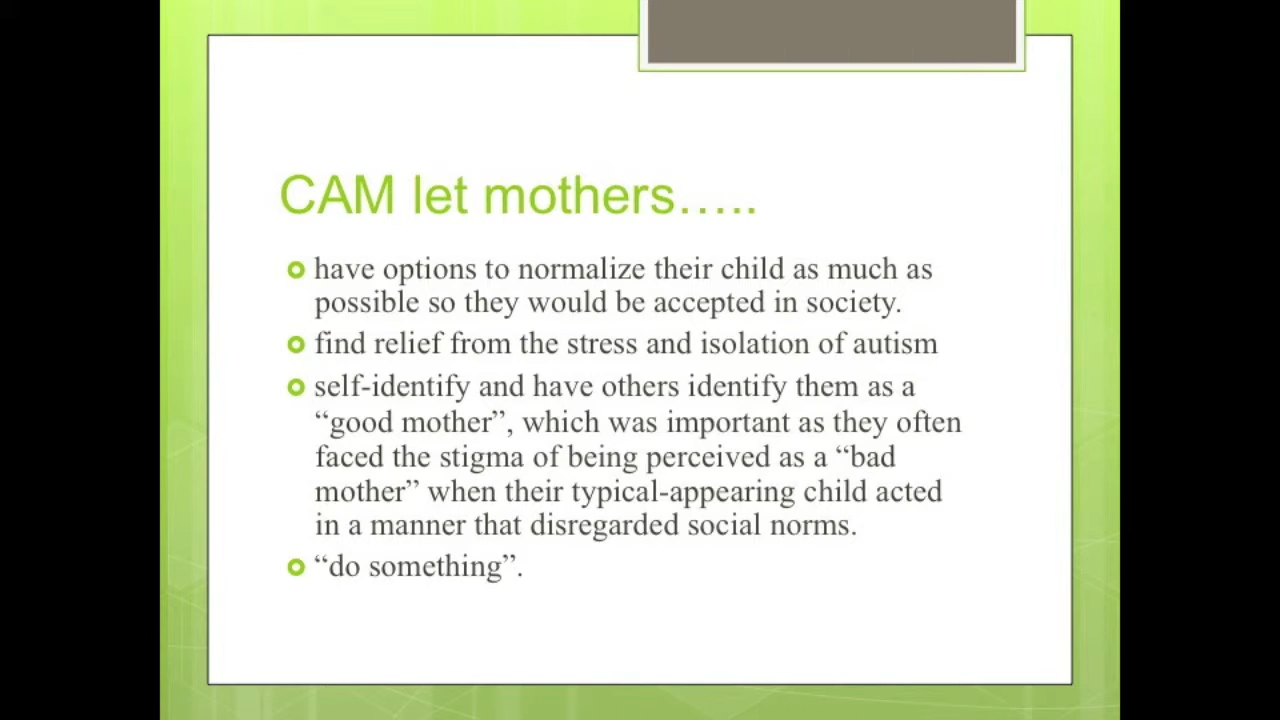 CAM let mothers…..
have options to normalize their child as much as
possible so they would be accepted in society.
find relief from the stress and isolation of autism
self-identify and have others identify them as a
“good mother”, which was important as they often
faced the stigma of being perceived as a “bad
mother” when their typical-appearing child acted
in a manner that disregarded social norms.
“do something”.